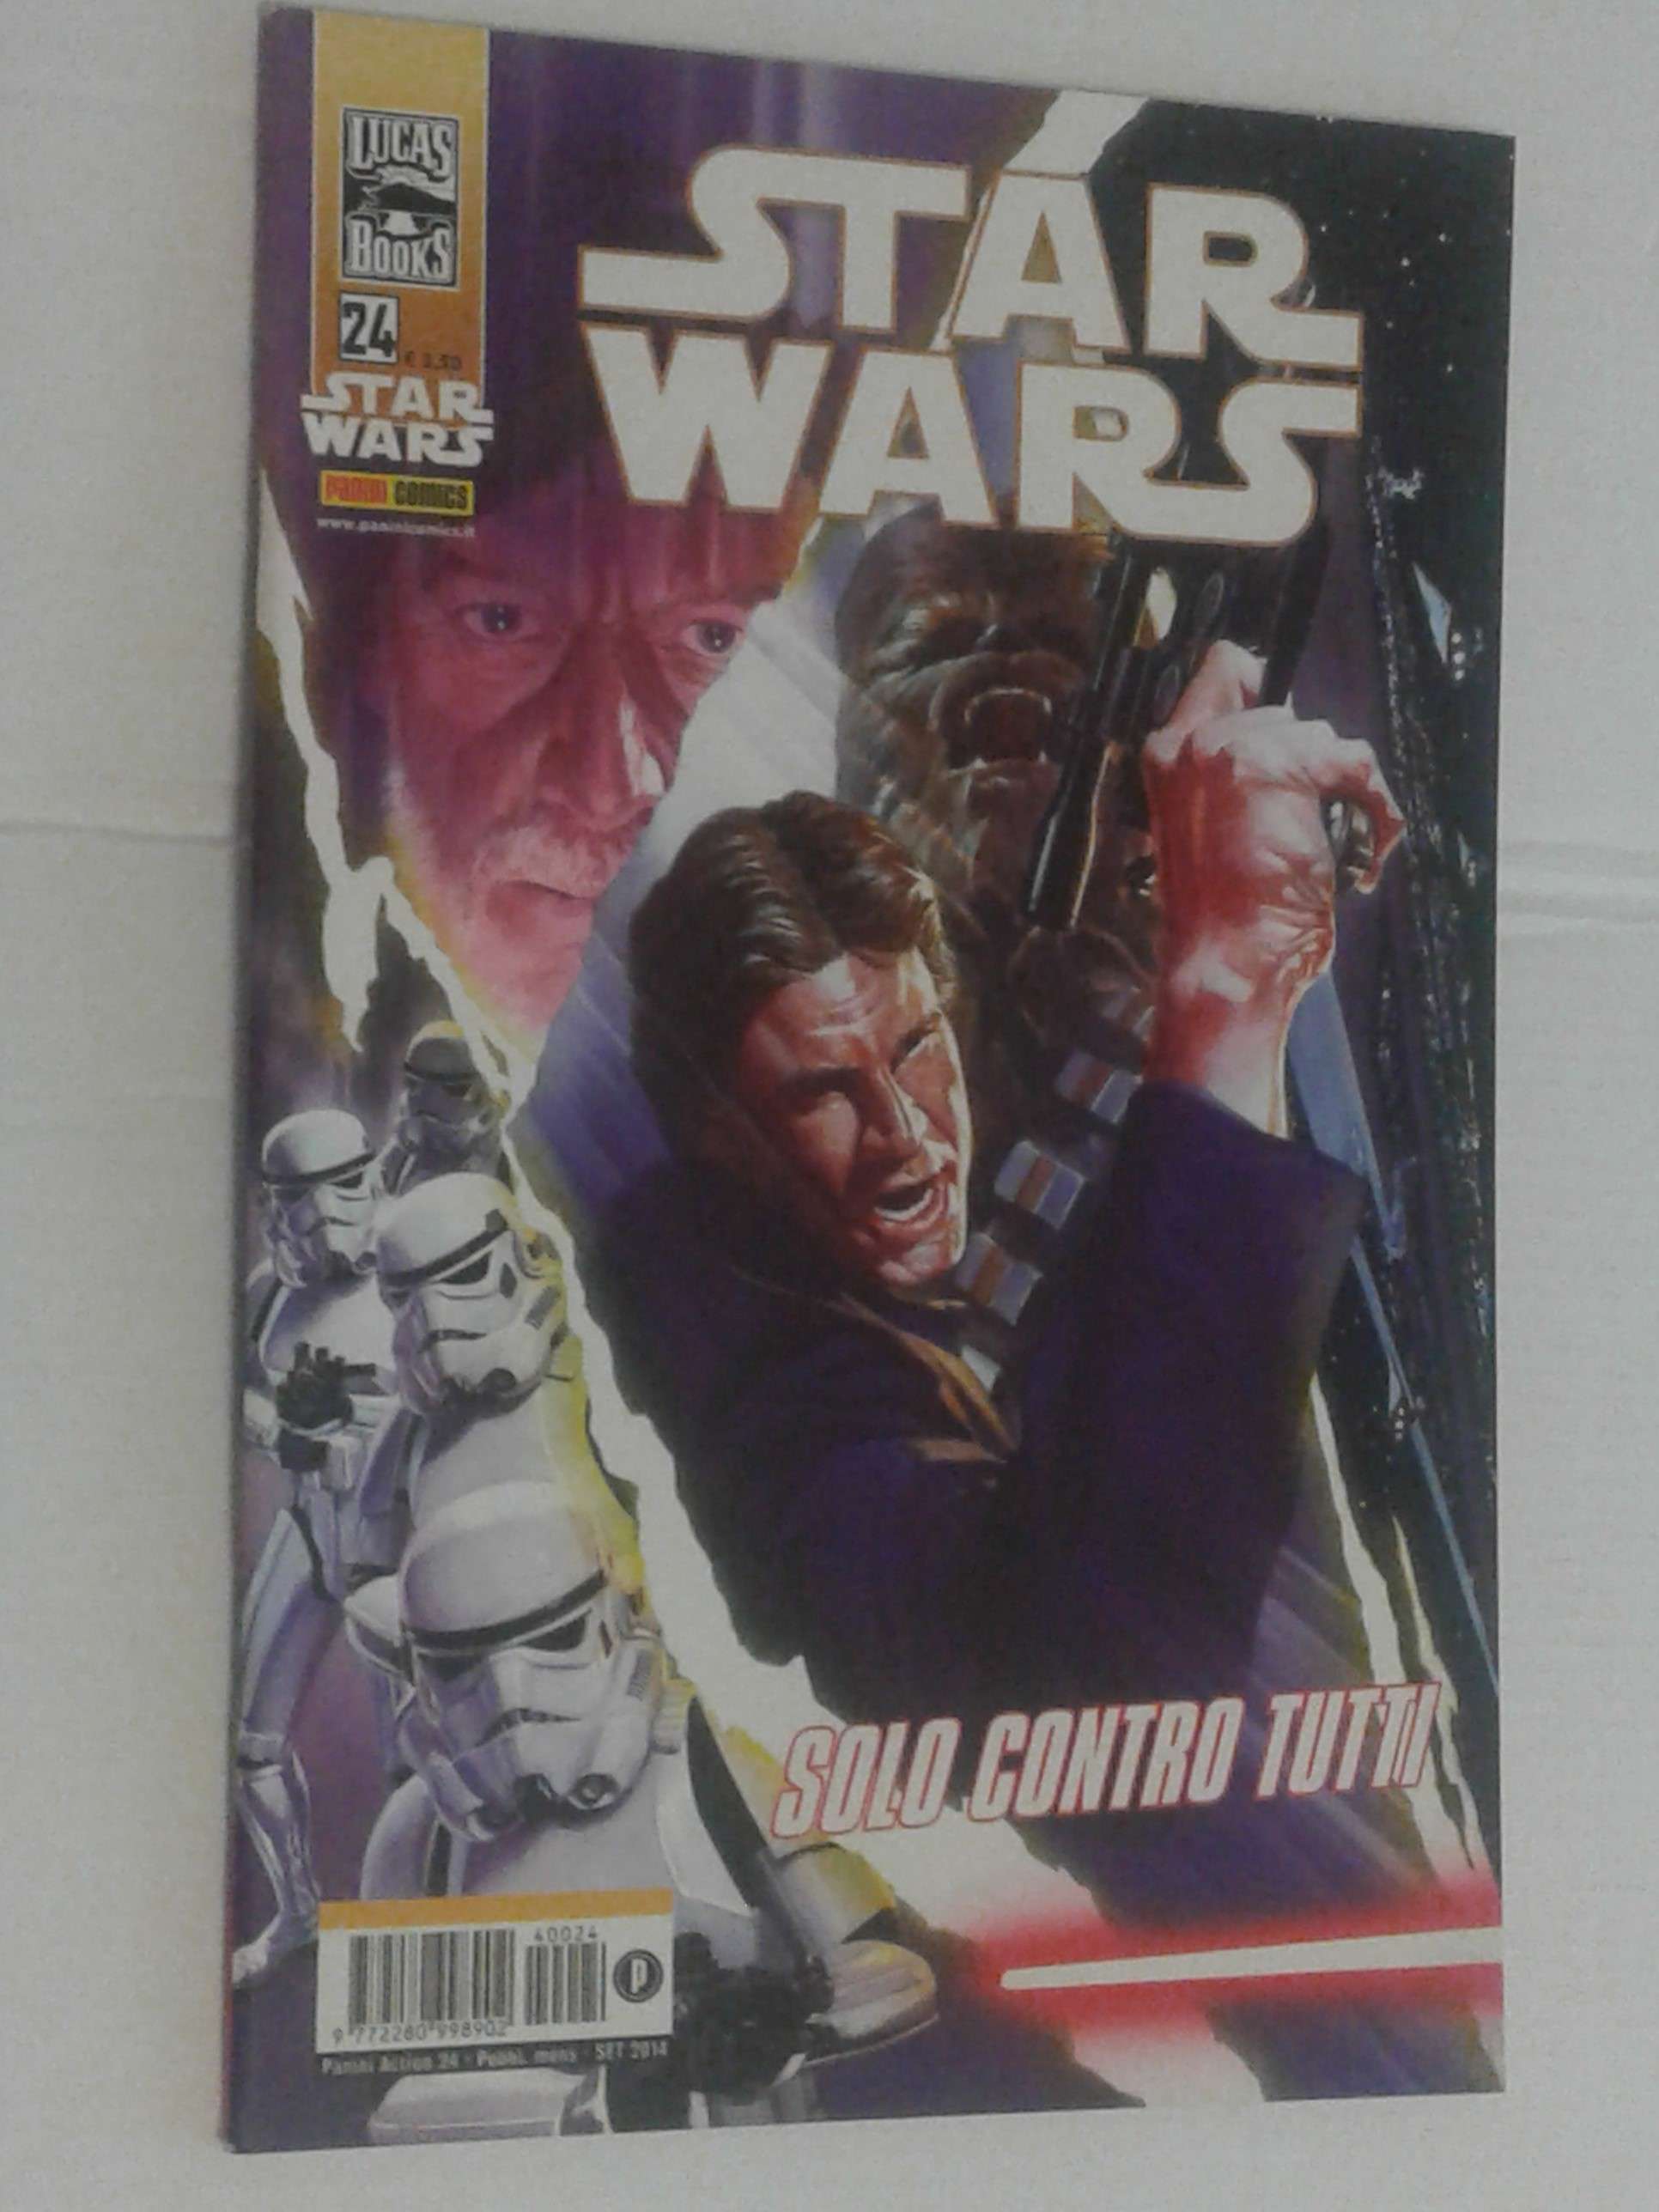 LUCAS
BOOKS
24
STAR
WARS
PANINI COMICS
www.paninicomics.it
STAR
WARS
SOLO CONTRO TUTTI
40024
P
9 772280 998902
Panini Action 24 - Pubbl. mens - SET 2014